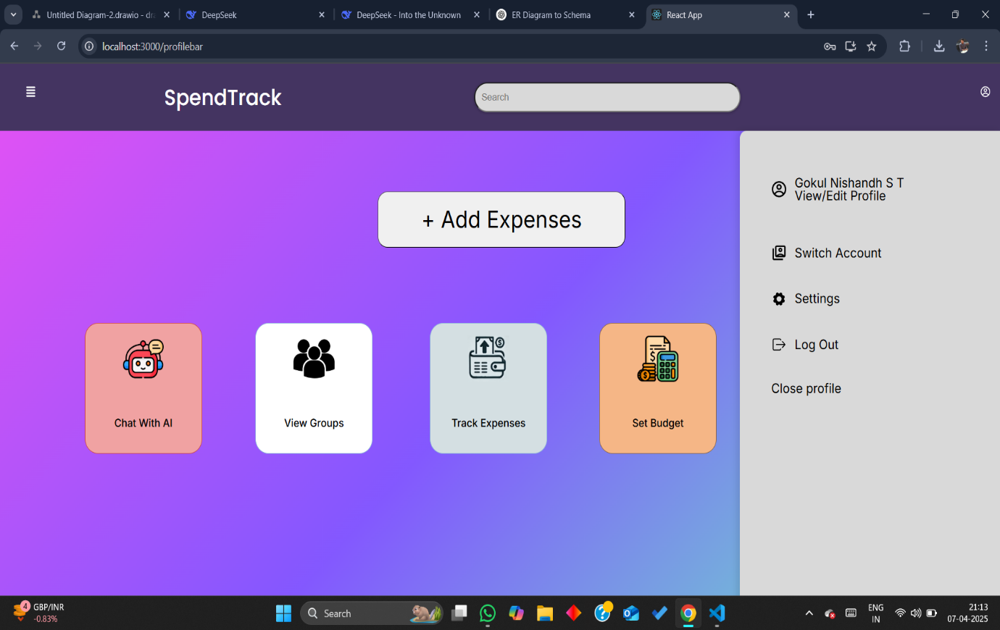 Untitled Diagram-2.drawio - dr
DeepSeek
DeepSeek - Into the Unknown
ER Diagram to Schema
React App
localhost:3000/profilebar
SpendTrack
Search
Gokul Nishandh S T
View/Edit Profile
+ Add Expenses
Switch Account
Settings
Log Out
Close profile
Chat With AI
View Groups
Track Expenses
Set Budget
4
GBP/INR
-0.83%
Search
ENG
IN
21:13
07-04-2025